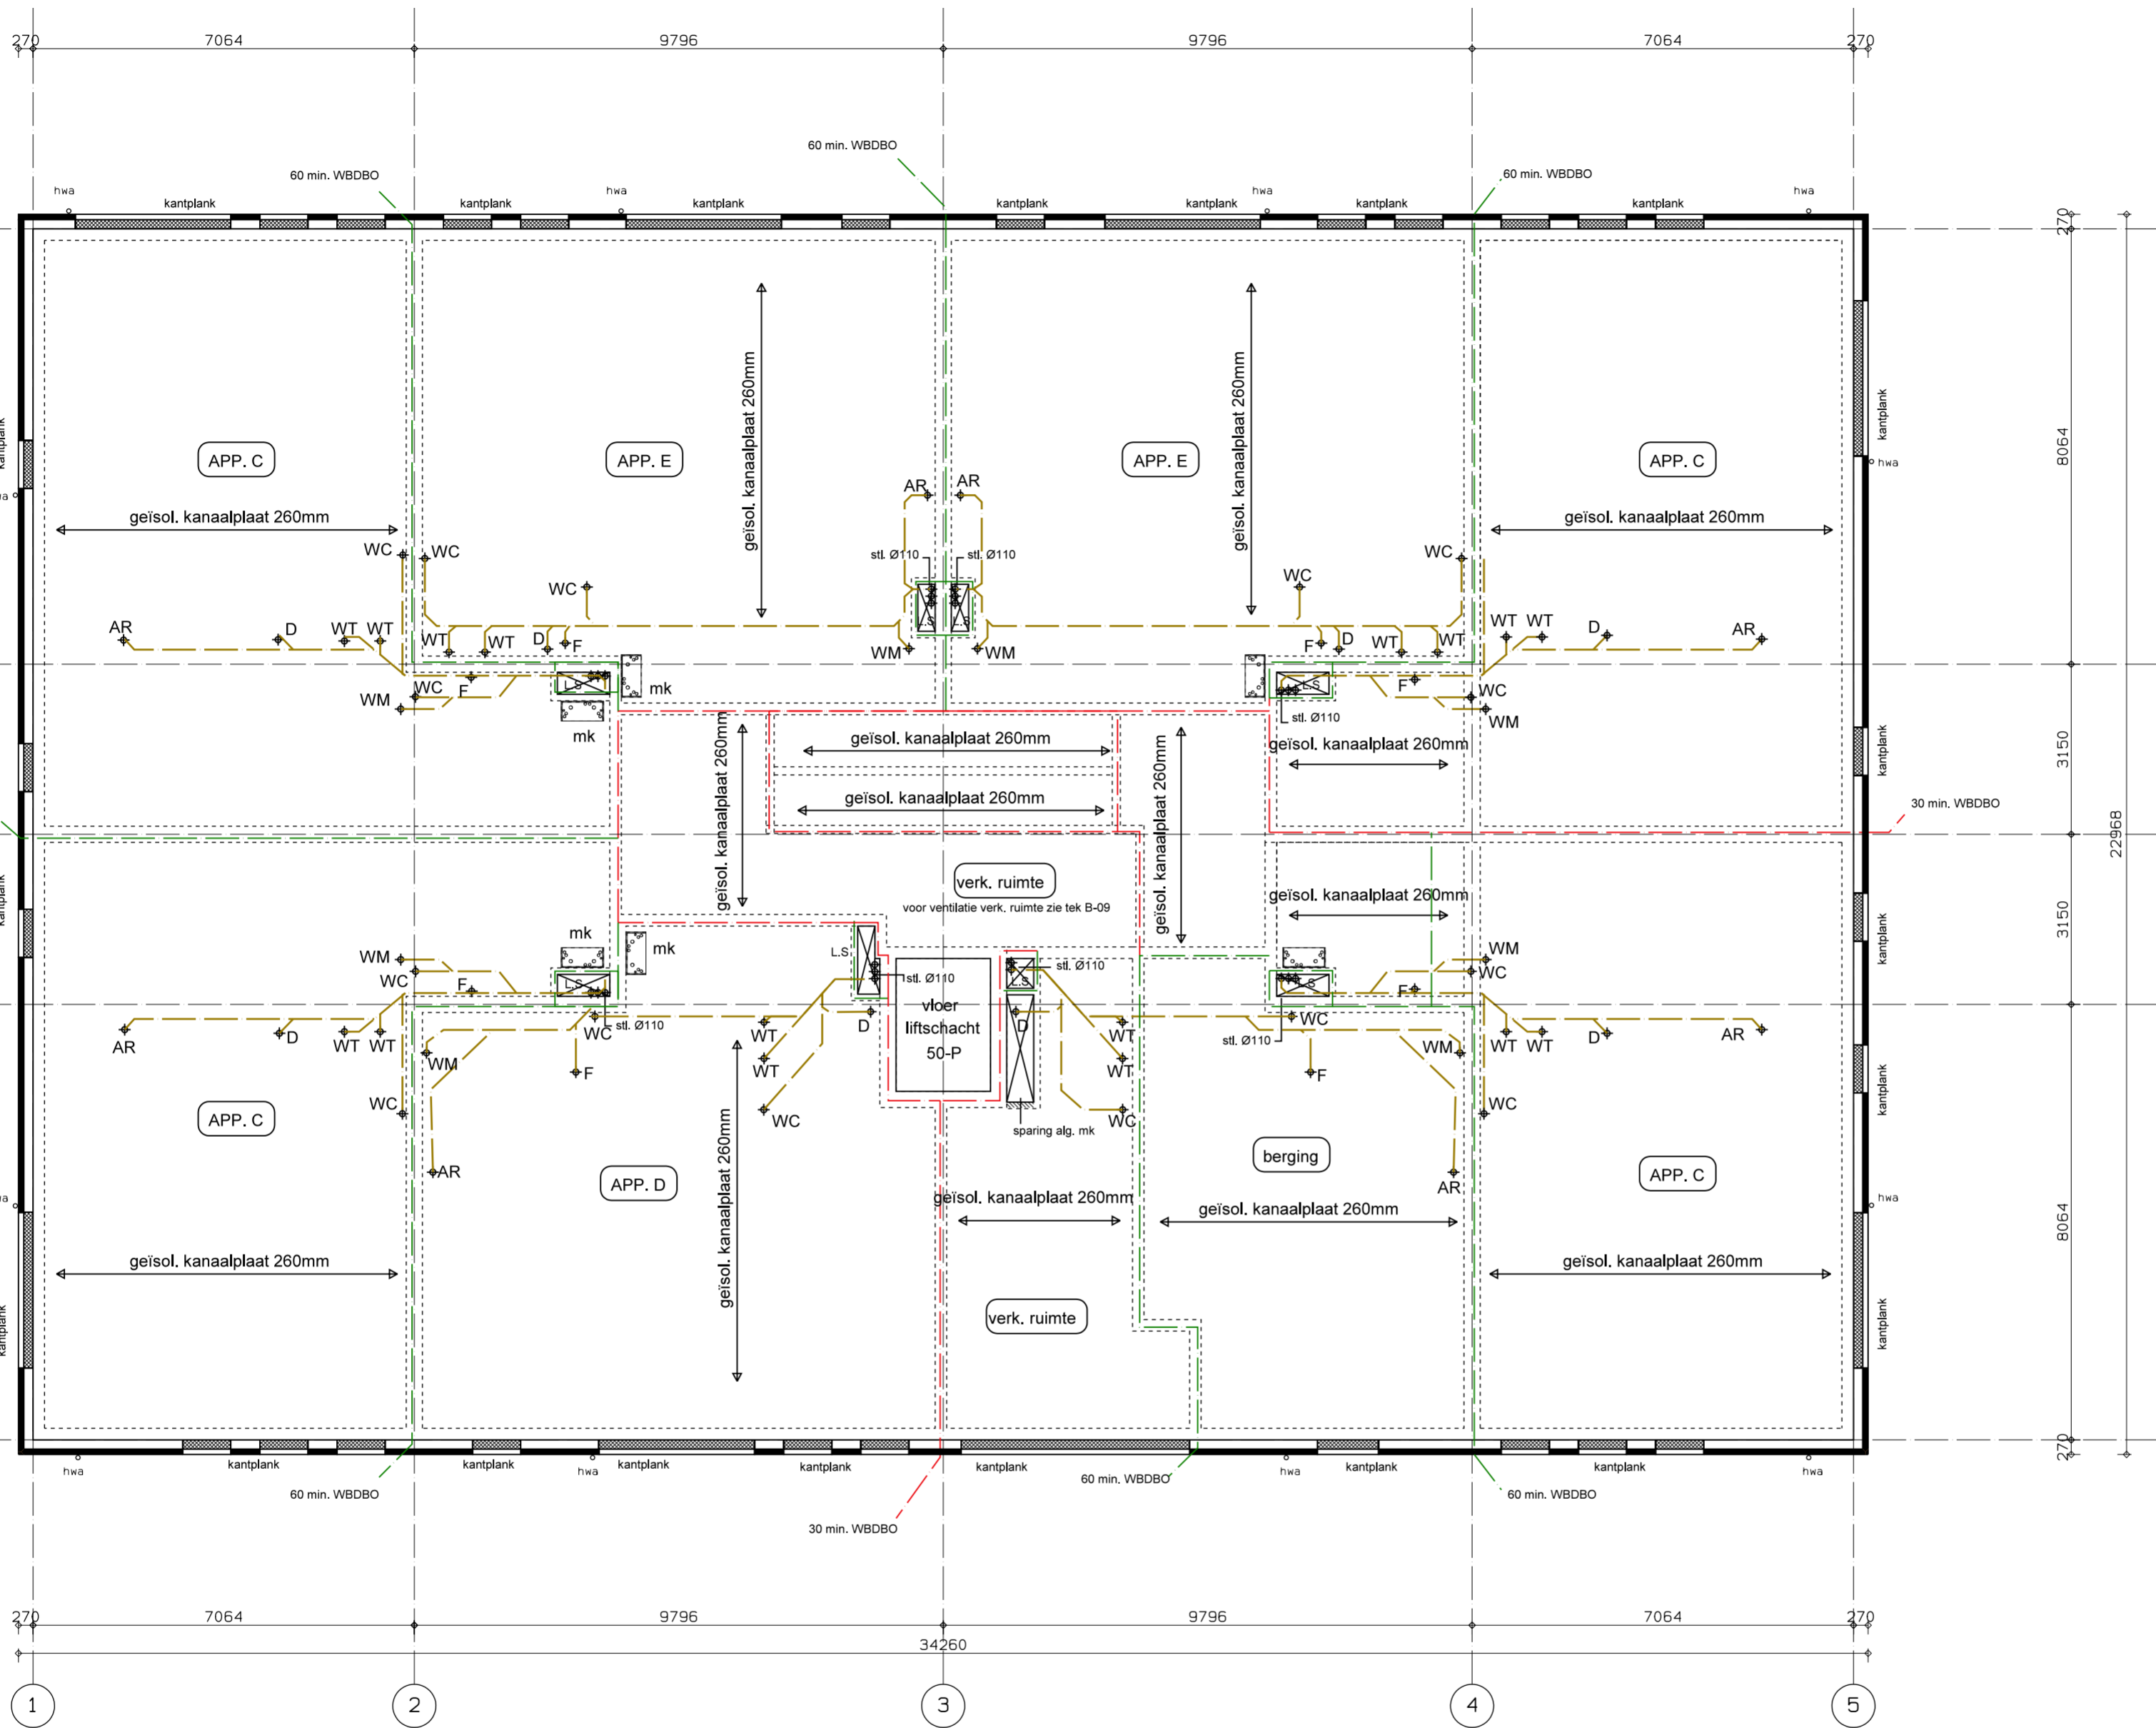 270 7064 9796 9796 7064 270
60 min. WBDBO
60 min. WBDBO
60 min. WBDBO
hwa
hwa
hwa
hwa
kantplank kantplank kantplank kantplank kantplank kantplank kantplank
270
APP. C
APP. E
APP. E
APP. C
kantplank
kantplank
hwa
8064
geïsol. kanaalplaat 260mm
geïsol. kanaalplaat 260mm
geïsol. kanaalplaat 260mm
geïsol. kanaalplaat 260mm
AR AR
stl. Ø110 stl. Ø110
L.S L.S
WC WC WC WC WC
AR D WT WT WT WT D F WM WM F D WT WT WT WT D AR
WM WC F L.S mk
mk
L.S F WC
WM
stl. Ø110
geïsol. kanaalplaat 260mm
geïsol. kanaalplaat 260mm
geïsol. kanaalplaat 260mm
geïsol. kanaalplaat 260mm
geïsol. kanaalplaat 260mm
kantplank
3150
22968
30 min. WBDBO
verk. ruimte
voor ventilatie verk. ruimte zie tek B-09
geïsol. kanaalplaat 260mm
kantplank
kantplank
3150
mk
mk
WM
WC F L.S
stl. Ø110
L.S
stl. Ø110
vloer
liftschacht
50-P
stl. Ø110
L.S
L.S
F
WM
WC
stl. Ø110
AR D WT WT WC WM F WT WT D D WT WT WC F WM WT WT D AR
WC WC WC WC
sparing alg. mk
APP. C
AR
APP. D
berging
AR
APP. C
geïsol. kanaalplaat 260mm
geïsol. kanaalplaat 260mm
geïsol. kanaalplaat 260mm
geïsol. kanaalplaat 260mm
geïsol. kanaalplaat 260mm
verk. ruimte
kantplank
hwa
kantplank
kantplank
8064
270
hwa
kantplank kantplank
hwa
kantplank kantplank kantplank
hwa
kantplank kantplank
hwa
60 min. WBDBO
30 min. WBDBO
60 min. WBDBO
60 min. WBDBO
270 7064 9796 9796 7064 270
34260
1 2 3 4 5